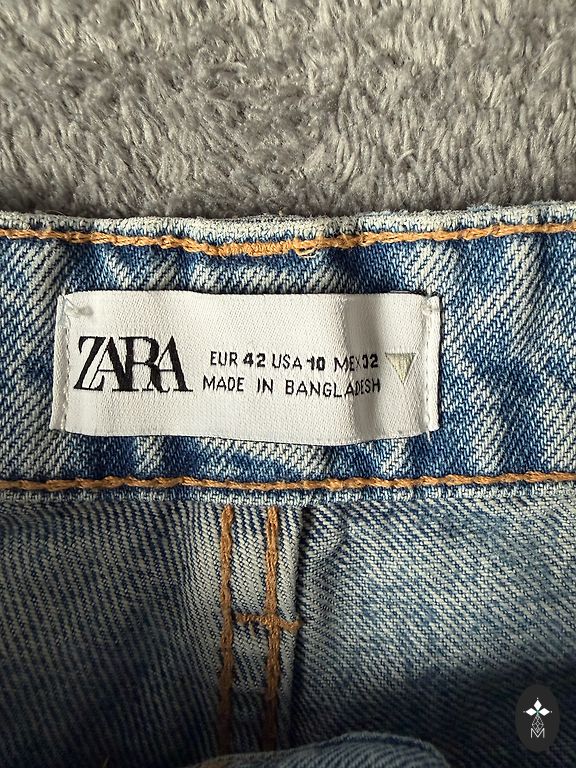 ZARA
EUR 42 USA 10 MEX 32
MADE IN BANGLADESH
M